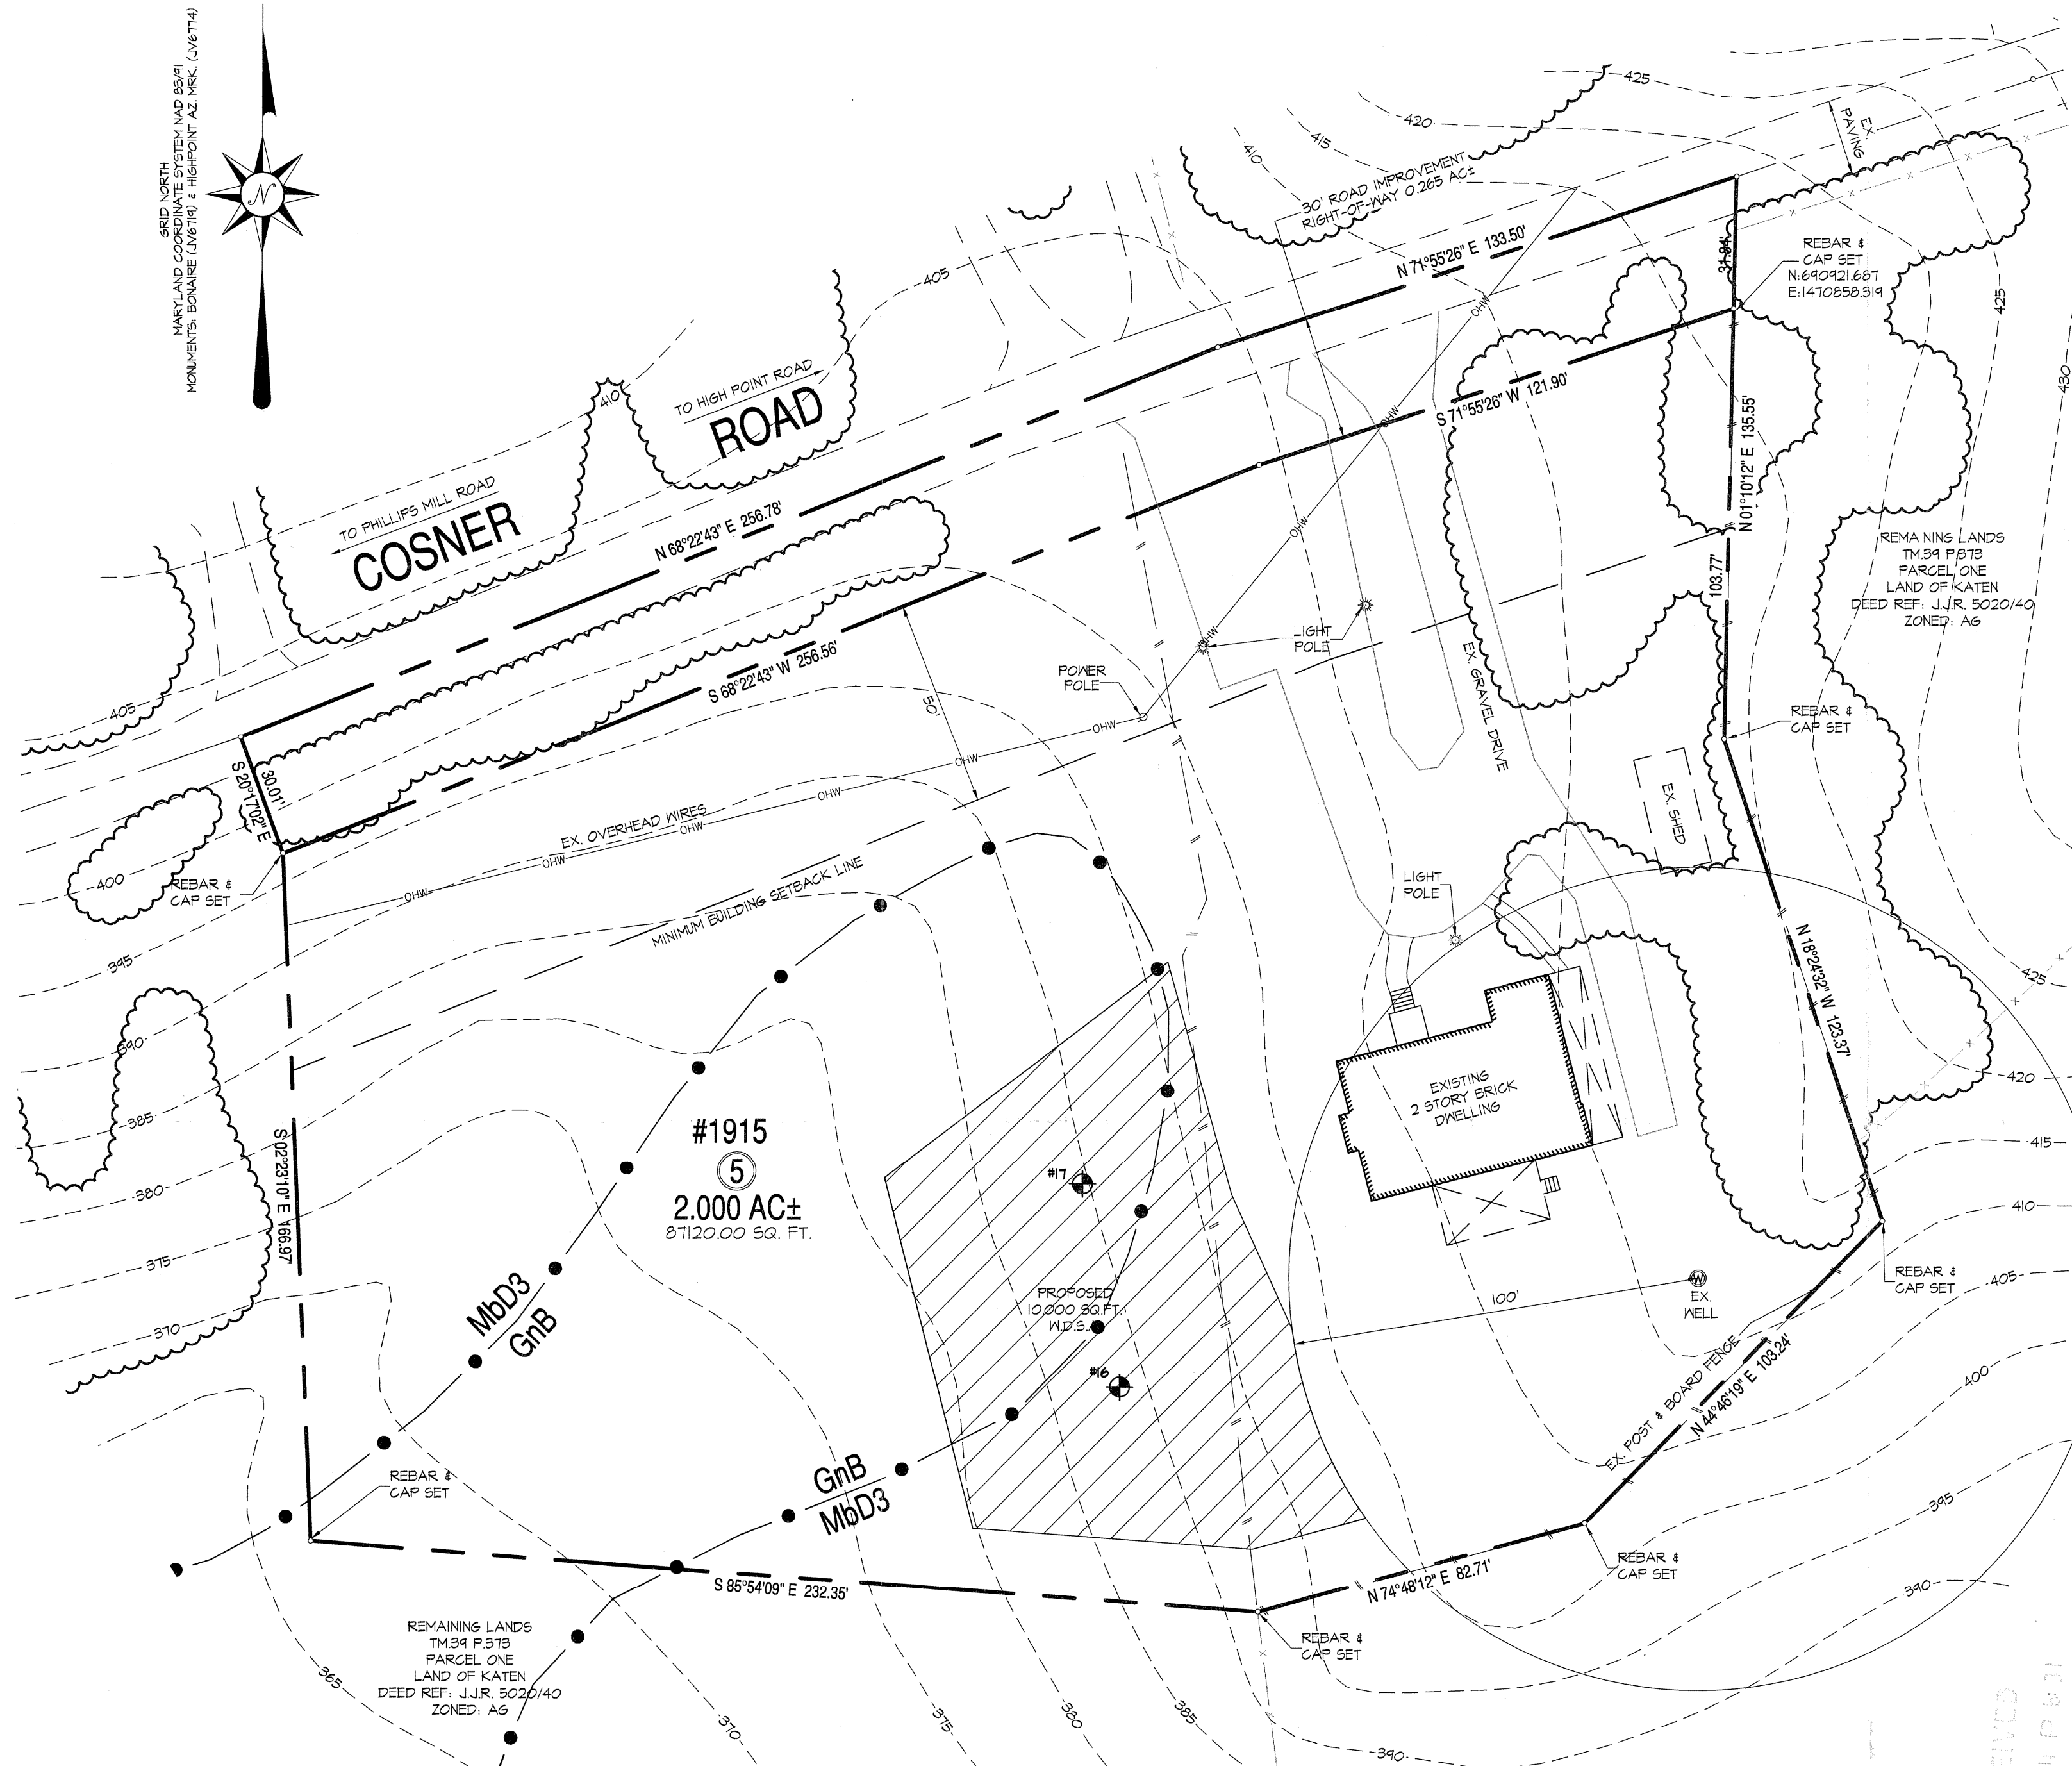 GRID NORTH
MARYLAND COORDINATE SYSTEM NAD 83/91
MONUMENTS: BONAIRE (JV6719) & HIGHPOINT AZ. MRK. (JV6774)
N
425
420
415
410
EX.
PAVING
30' ROAD IMPROVEMENT
RIGHT-OF-WAY 0.265 AC±
N 71°55'26" E 133.50'
31.84'
REBAR &
CAP SET
N:690921.687
E:1470858.319
405
425
430
410
TO HIGH POINT ROAD
ROAD
OHW
OHW
S 71°55'26" W 121.90'
N 01°10'12" E 135.55'
TO PHILLIPS MILL ROAD
COSNER
N 68°22'43" E 256.78'
OHW
REMAINING LANDS
TM.39 P.373
PARCEL ONE
LAND OF KATEN
DEED REF: J.J.R. 5020/40
ZONED: AG
103.77'
S 68°22'43" W 256.56'
LIGHT
POLE
OHW
POWER
POLE
EX. GRAVEL DRIVE
50'
405
REBAR &
CAP SET
S 20°17'02" E
30.01'
OHW
OHW
OHW
OHW
OHW
OHW
EX. OVERHEAD WIRES
EX. SHED
400
REBAR &
CAP SET
MINIMUM BUILDING SETBACK LINE
LIGHT
POLE
395
N 18°24'32" W 123.37'
425
390
420
385
EXISTING
2 STORY BRICK
DWELLING
415
#1915
5
2.000 AC±
87120.00 SQ. FT.
S 02°23'10" E 166.97'
#17
380
410
375
370
MbD3
GnB
PROPOSED
10,000 SQ.FT.
W.D.S.A.
100'
W
EX.
WELL
REBAR &
CAP SET
405
#16
EX. POST & BOARD FENCE
N 44°46'19" E 103.24'
400
REBAR &
CAP SET
GnB
MbD3
395
REBAR &
CAP SET
S 85°54'09" E 232.35'
N 74°48'12" E 82.71'
390
REBAR &
CAP SET
REMAINING LANDS
TM.39 P.373
PARCEL ONE
LAND OF KATEN
DEED REF: J.J.R. 5020/40
ZONED: AG
365
370
375
380
385
390